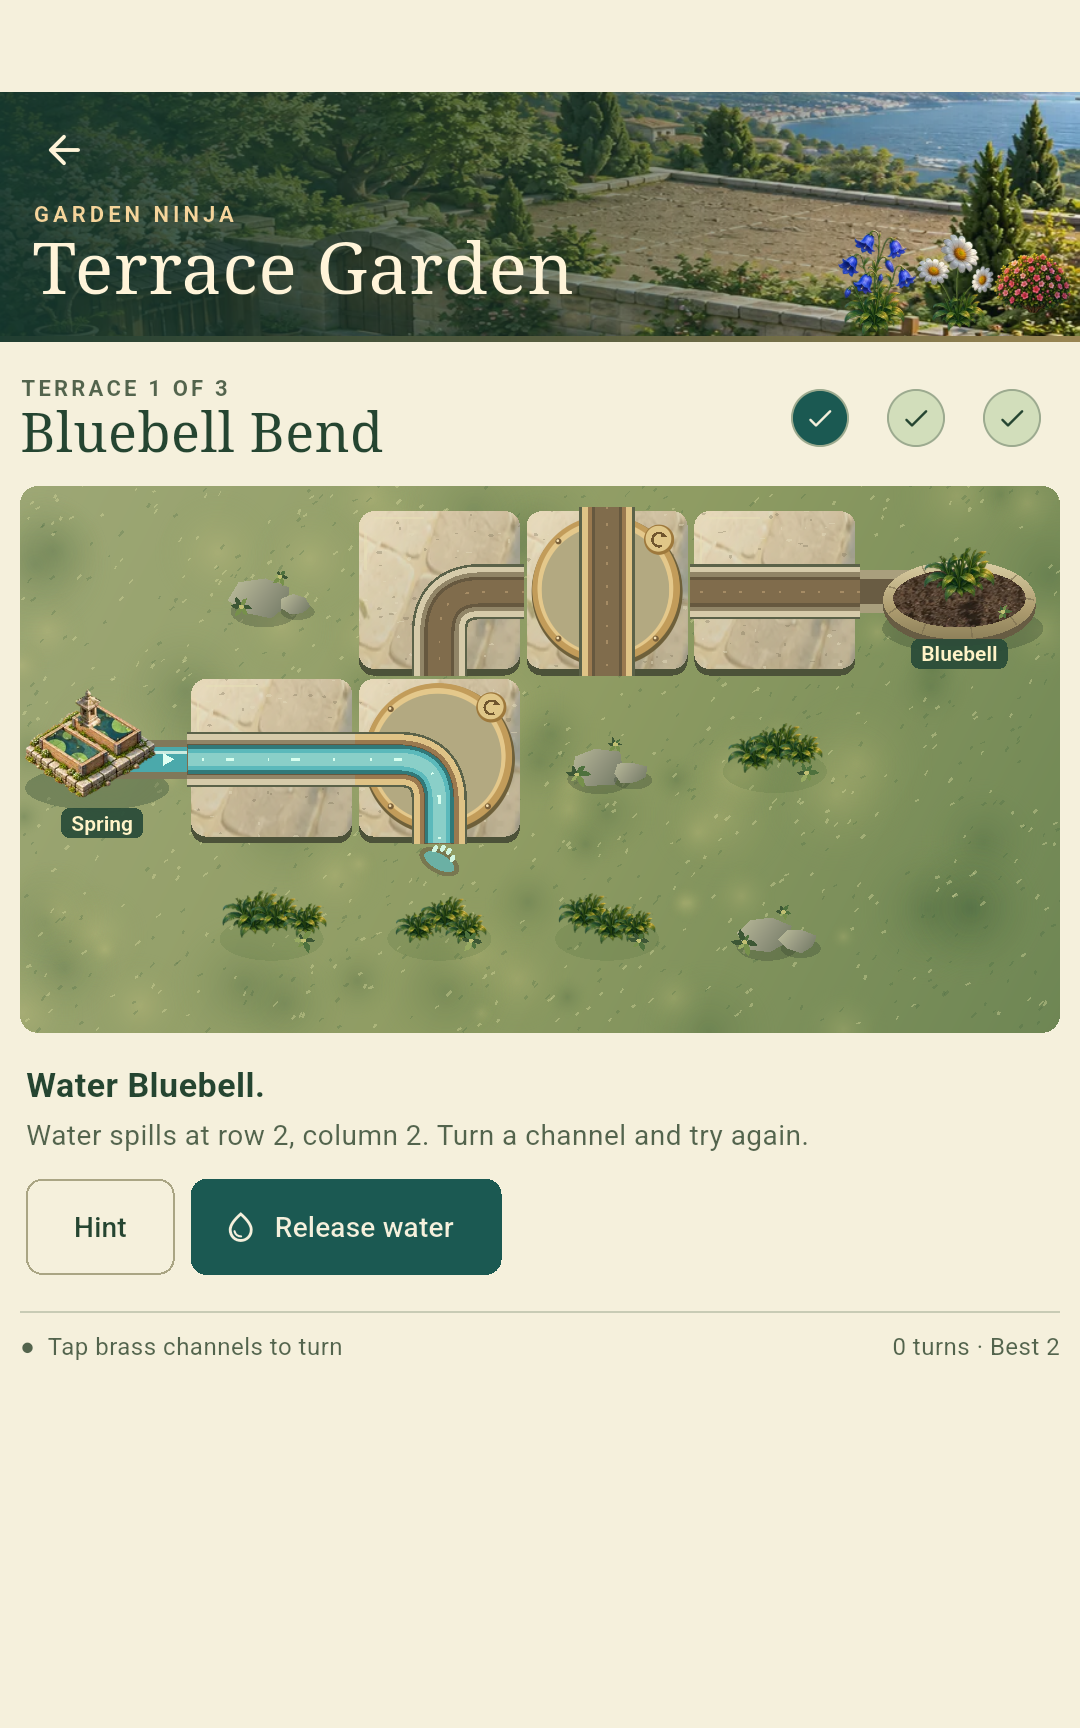 GARDEN NINJA
Terrace Garden
TERRACE 1 OF 3
Bluebell Bend
Bluebell
Spring
Water Bluebell.
Water spills at row 2, column 2. Turn a channel and try again.
Hint
Release water
Tap brass channels to turn
0 turns · Best 2